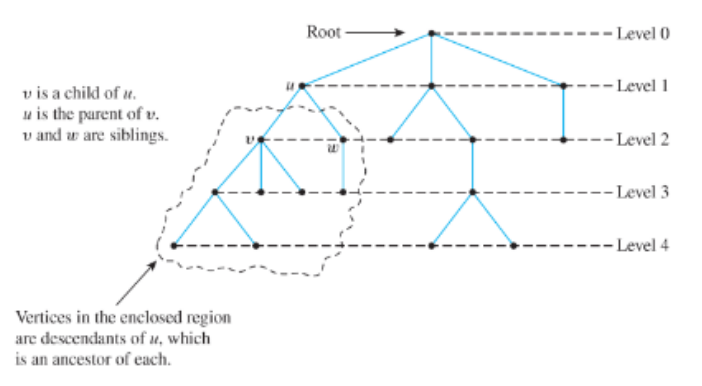 Root
Level 0
u
Level 1
v is a child of u.
u is the parent of v.
v and w are siblings.
v
w
Level 2
Level 3
Level 4
Vertices in the enclosed region
are descendants of u, which
is an ancestor of each.